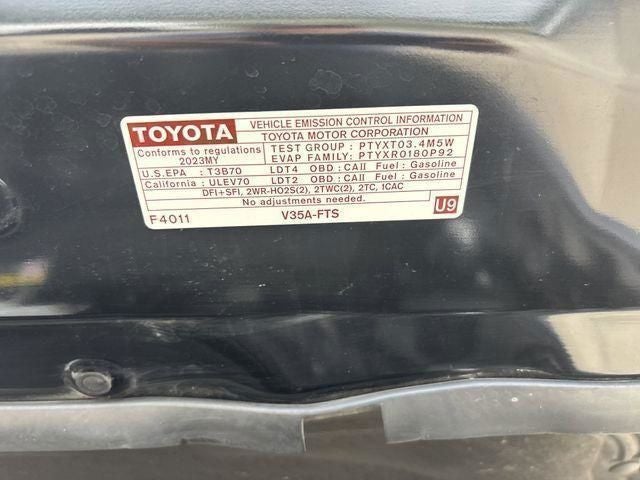 TOYOTA VEHICLE EMISSION CONTROL INFORMATION
TOYOTA MOTOR CORPORATION
Conforms to regulations TEST GROUP : PTYXT03.4M5W
2023MY EVAP FAMILY: PTYXR0180P92
U.S.EPA : T3B70 LDT4 OBD : CAII Fuel : Gasoline
California : ULEV70 LDT2 OBD : CAII Fuel : Gasoline
DFI+SFI, 2WR-HO2S(2), 2TWC(2), 2TC, 1CAC
No adjustments needed.
F4011 V35A-FTS U9